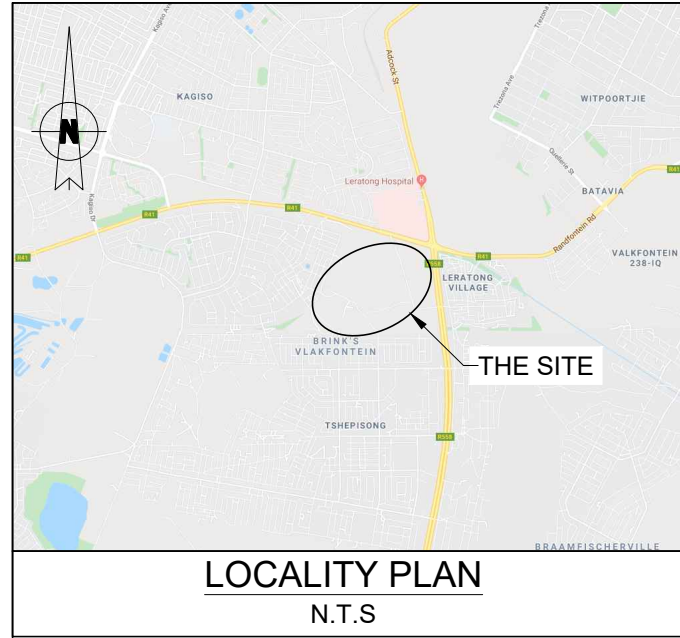 Kagiso Ave
Adcock St
Trezona Ave
KAGISO
WITPOORTJIE
N
Trezona Ave
Quellerie St
Leratong Hospital
H
R41
BATAVIA
Kagiso Dr
R41
R41
Randfontein Rd
R41
R41
R558
VALKFONTEIN
238-IQ
LERATONG
VILLAGE
BRINK'S
VLAKFONTEIN
THE SITE
TSHEPISONG
R558
BRAAMFISCHERVILLE
LOCALITY PLAN
N.T.S